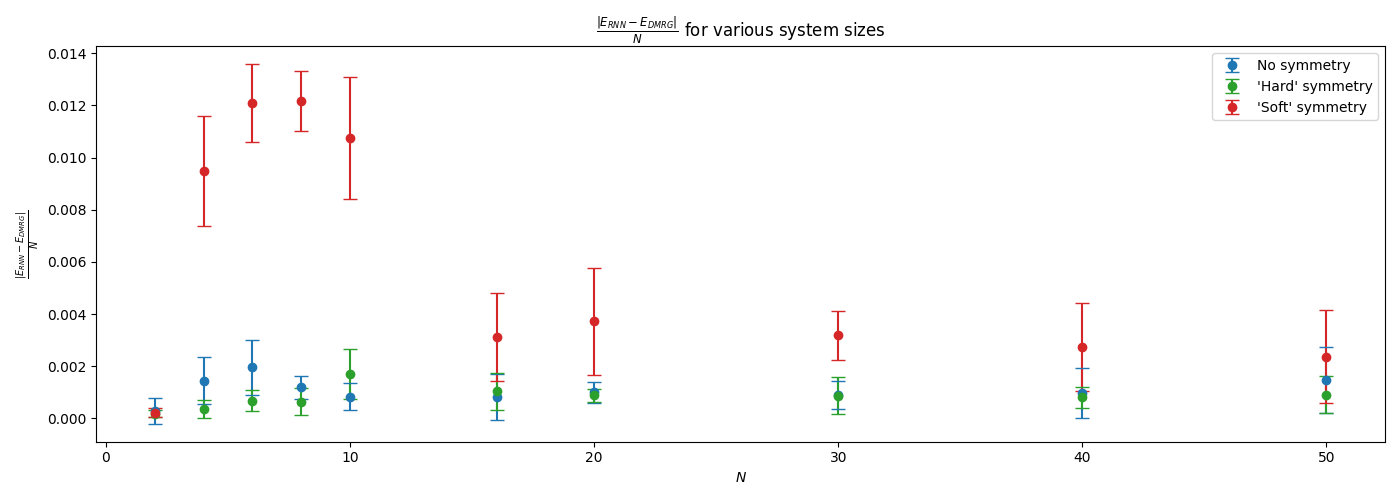 |E_RNN − E_DMRG| / N for various system sizes
No symmetry
'Hard' symmetry
'Soft' symmetry
|E_RNN − E_DMRG| / N
0.014
0.012
0.010
0.008
0.006
0.004
0.002
0.000
0 10 20 30 40 50
N